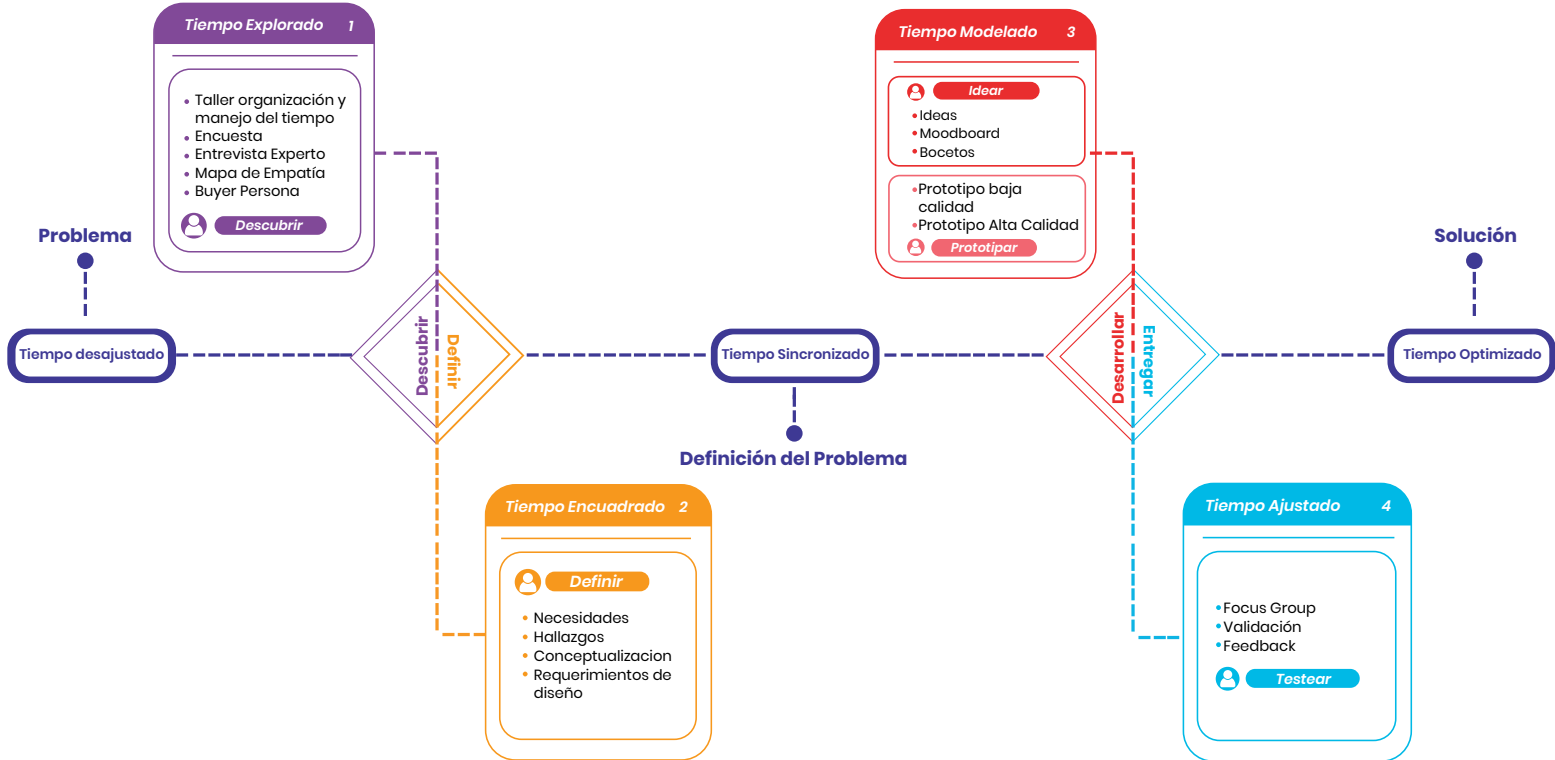 Tiempo Explorado 1
Taller organización y
manejo del tiempo
Encuesta
Entrevista Experto
Mapa de Empatía
Buyer Persona
Descubrir
Problema
Tiempo desajustado
Descubrir
Definir
Tiempo Encuadrado 2
Definir
Necesidades
Hallazgos
Conceptualizacion
Requerimientos de
diseño
Tiempo Sincronizado
Definición del Problema
Tiempo Modelado 3
Idear
Ideas
Moodboard
Bocetos
Prototipo baja
calidad
Prototipo Alta Calidad
Prototipar
Desarrollar
Entregar
Tiempo Ajustado 4
Focus Group
Validación
Feedback
Testear
Solución
Tiempo Optimizado